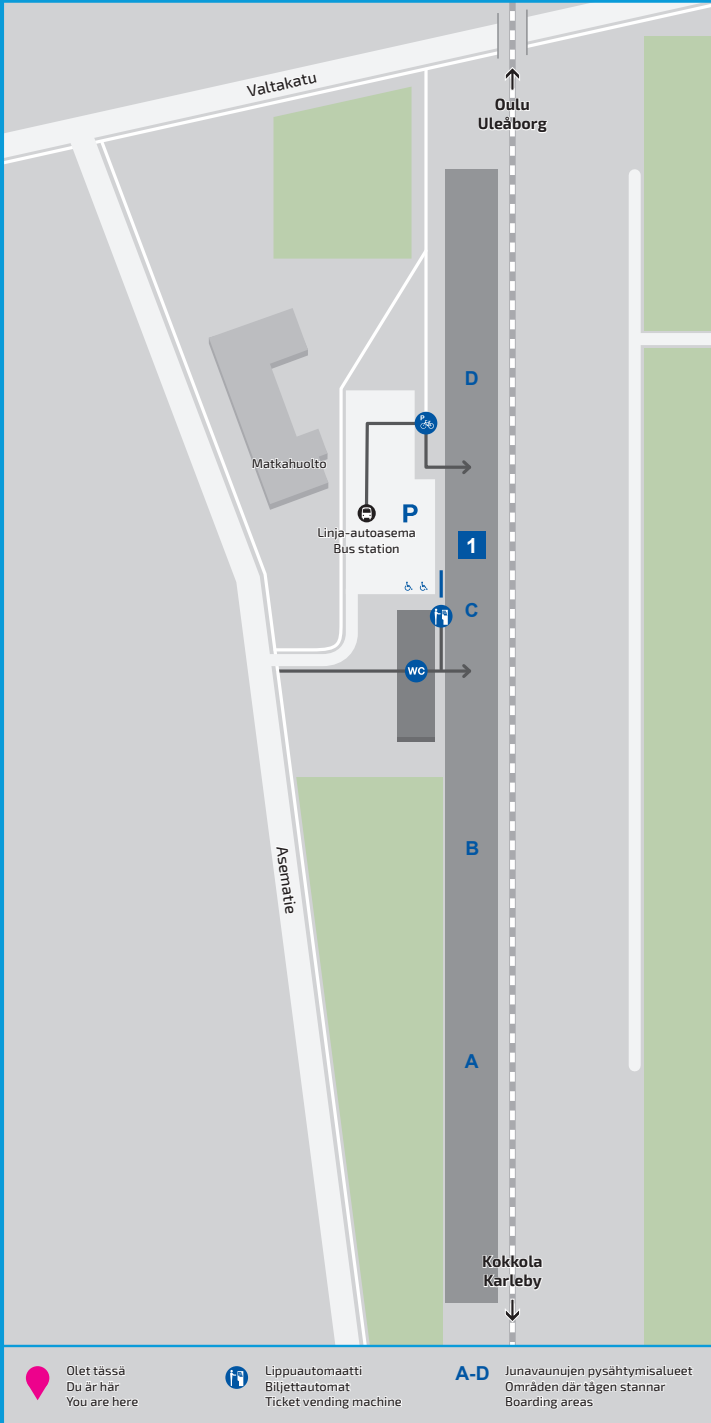 Valtakatu
Oulu
Uleåborg
D
P
Matkahuolto
P
Linja-autoasema
Bus station
1
C
WC
B
Asematie
A
Kokkola
Karleby
Olet tässä
Du är här
You are here
Lippuautomaatti
Biljettautomat
Ticket vending machine
A-D
Junavaunujen pysähtymisalueet
Områden där tågen stannar
Boarding areas